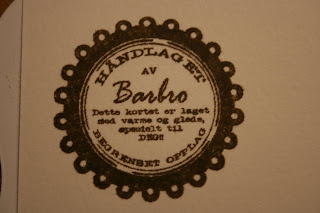 HÅNDLAGET
AV
Barbro
Dette kortet er laget
med varme og glede,
spesielt til
DEG!!
BEGRENSET OPPLAG